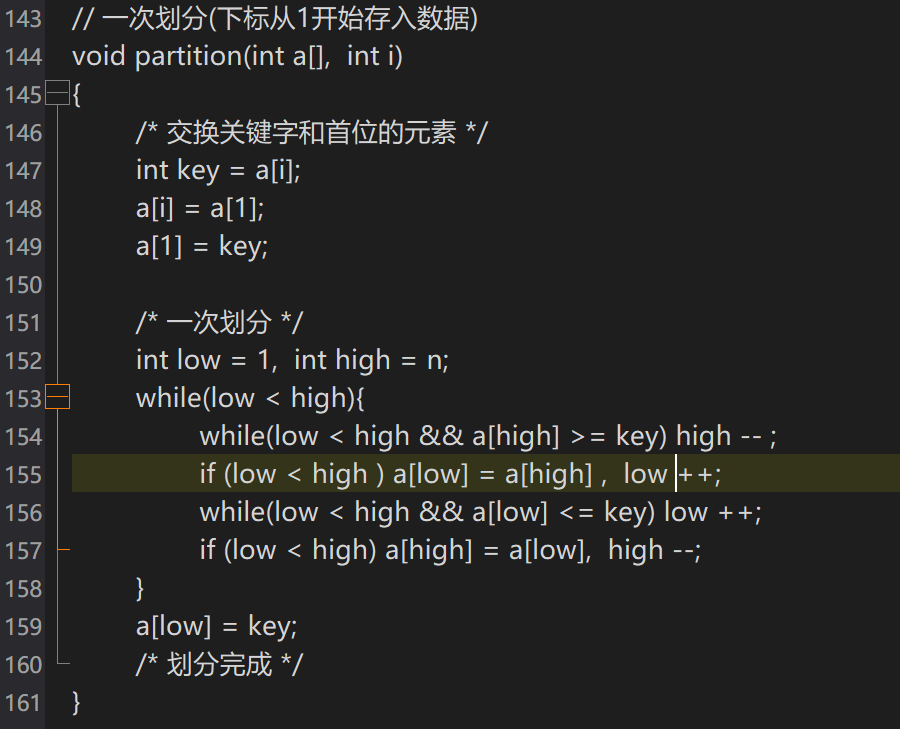 143 // 一次划分(下标从1开始存入数据)
144 void partition(int a[], int i)
145 {
146 /* 交换关键字和首位的元素 */
147 int key = a[i];
148 a[i] = a[1];
149 a[1] = key;
150
151 /* 一次划分 */
152 int low = 1, int high = n;
153 while(low < high){
154 while(low < high && a[high] >= key) high -- ;
155 if (low < high ) a[low] = a[high] , low ++;
156 while(low < high && a[low] <= key) low ++;
157 if (low < high) a[high] = a[low], high --;
158 }
159 a[low] = key;
160 /* 划分完成 */
161 }